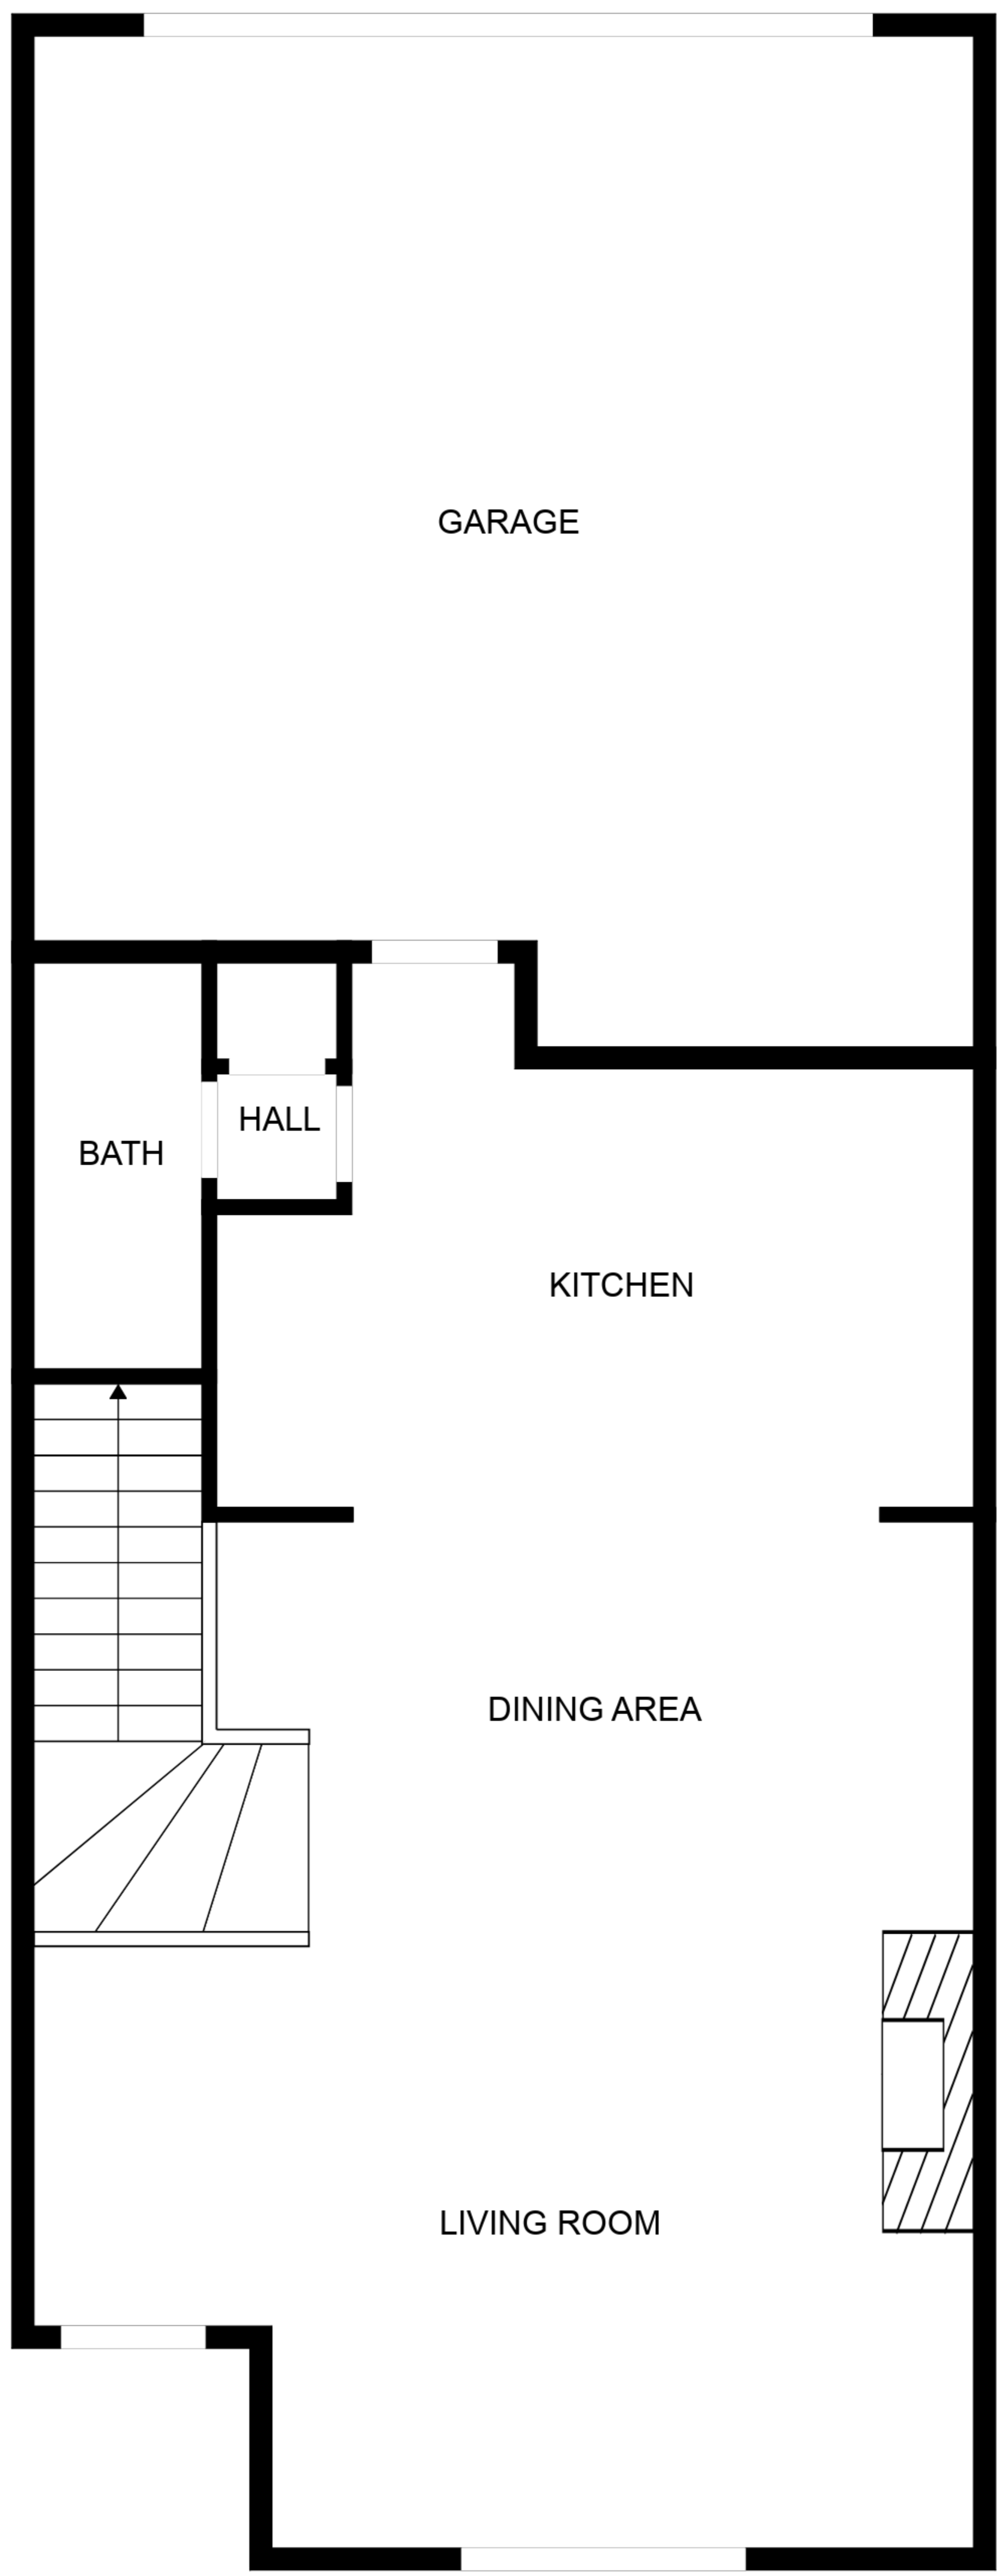 GARAGE
HALL
BATH
KITCHEN
DINING AREA
LIVING ROOM